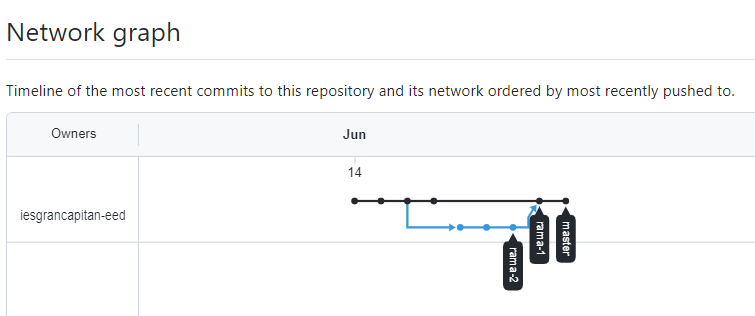 Network graph
Timeline of the most recent commits to this repository and its network ordered by most recently pushed to.
Owners
Jun
14
iesgrancapitan-eed
rama-1
master
rama-2